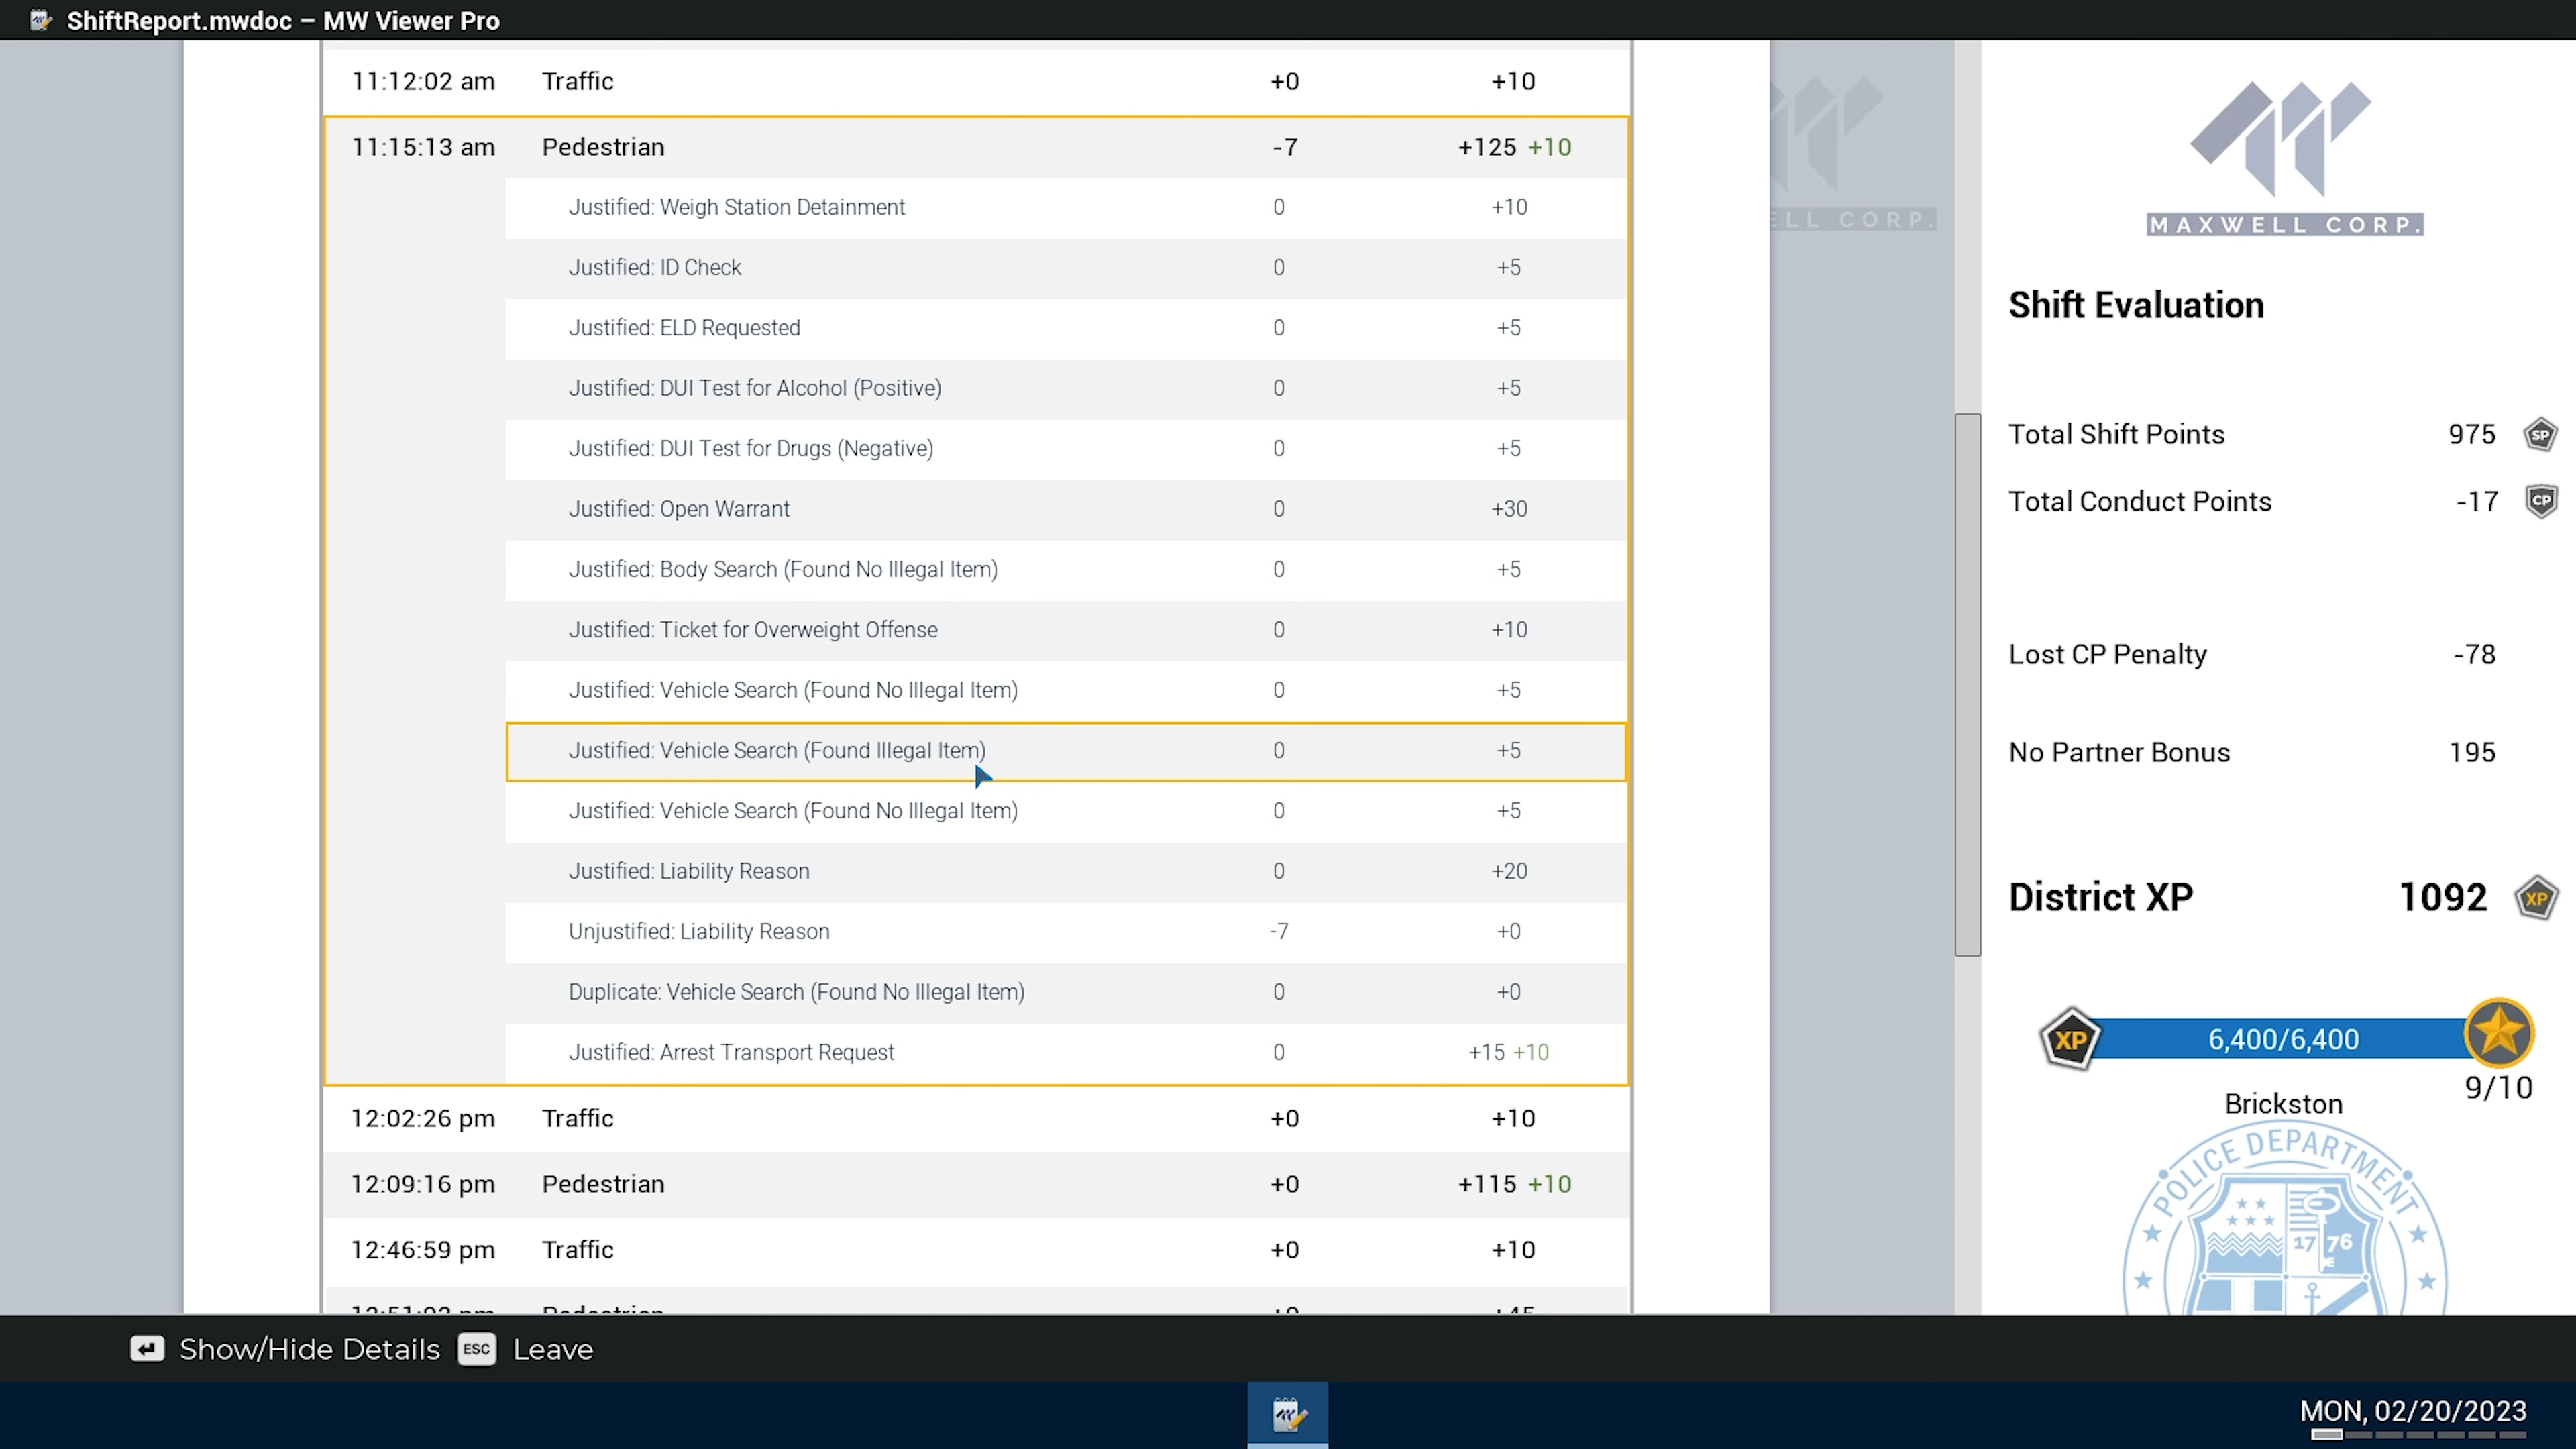 ShiftReport.mwdoc – MW Viewer Pro
11:12:02 am Traffic +0 +10
11:15:13 am Pedestrian -7 +125 +10
Justified: Weigh Station Detainment 0 +10
Justified: ID Check 0 +5
Justified: ELD Requested 0 +5
Justified: DUI Test for Alcohol (Positive) 0 +5
Justified: DUI Test for Drugs (Negative) 0 +5
Justified: Open Warrant 0 +30
Justified: Body Search (Found No Illegal Item) 0 +5
Justified: Ticket for Overweight Offense 0 +10
Justified: Vehicle Search (Found No Illegal Item) 0 +5
Justified: Vehicle Search (Found Illegal Item) 0 +5
Justified: Vehicle Search (Found No Illegal Item) 0 +5
Justified: Liability Reason 0 +20
Unjustified: Liability Reason -7 +0
Duplicate: Vehicle Search (Found No Illegal Item) 0 +0
Justified: Arrest Transport Request 0 +15 +10
12:02:26 pm Traffic +0 +10
12:09:16 pm Pedestrian +0 +115 +10
12:46:59 pm Traffic +0 +10
ELL CORP.
MAXWELL CORP.
Shift Evaluation
Total Shift Points 975 SP
Total Conduct Points -17 CP
Lost CP Penalty -78
No Partner Bonus 195
District XP 1092 XP
XP 6,400/6,400
9/10
Brickston
POLICE DEPARTMENT
17 76
Show/Hide Details ESC Leave
MON, 02/20/2023